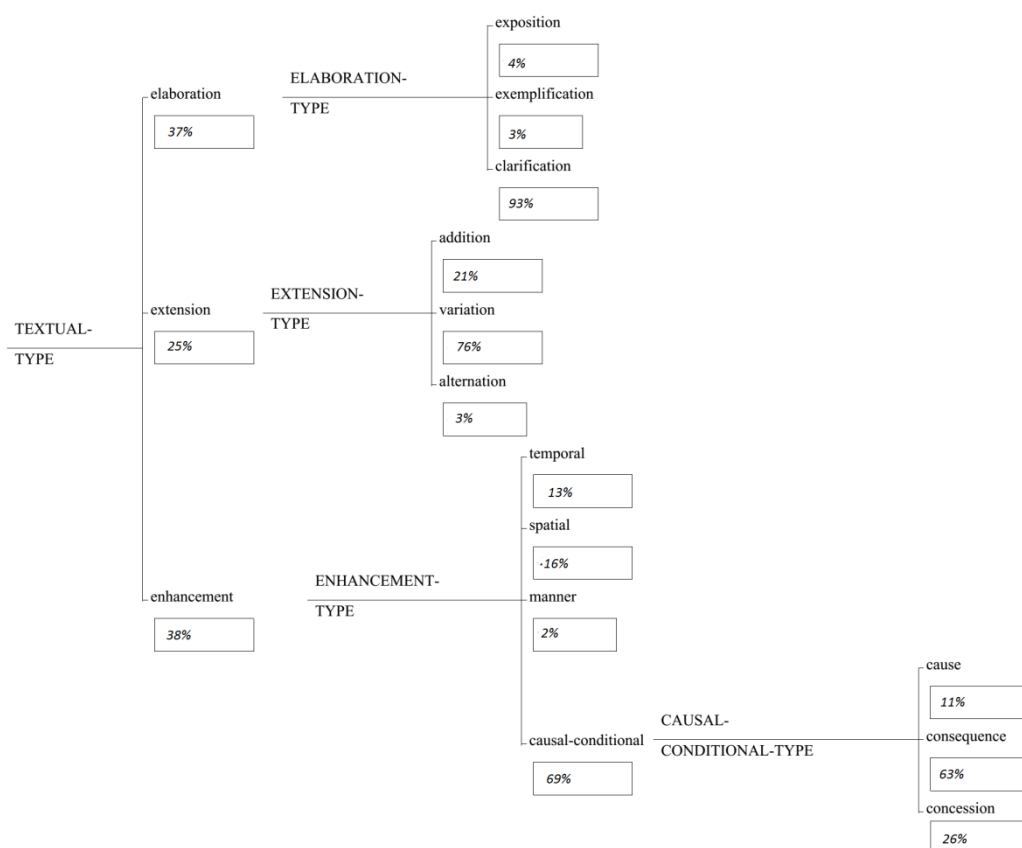 exposition
4%
ELABORATION-
elaboration
exemplification
TYPE
37%
3%
clarification
93%
addition
21%
EXTENSION-
extension
variation
TYPE
TEXTUAL-
25%
76%
TYPE
alternation
3%
temporal
13%
spatial
·16%
ENHANCEMENT-
enhancement
manner
TYPE
38%
2%
cause
11%
CAUSAL-
causal-conditional
consequence
CONDITIONAL-TYPE
69%
63%
concession
26%